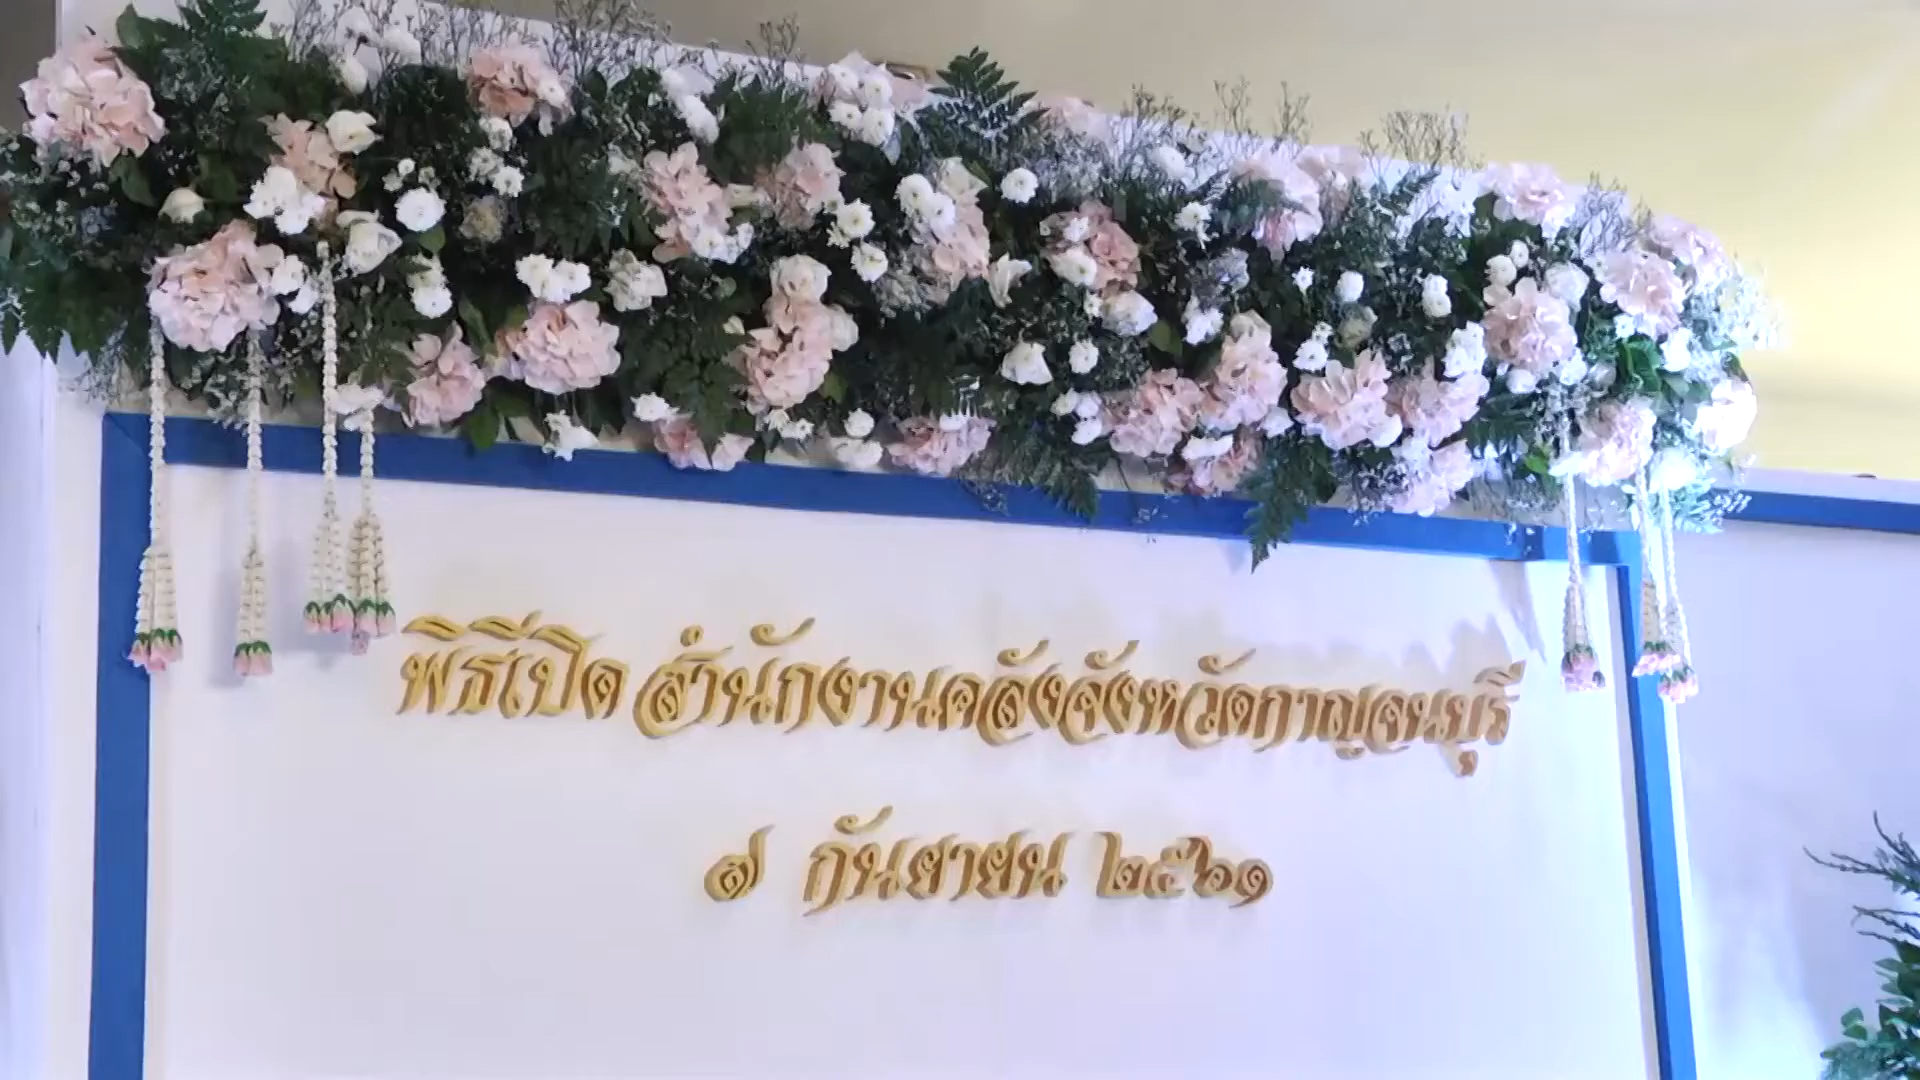 พิธีเปิด สำนักงานคลังจังหวัดกาญจนบุรี
๗ กันยายน ๒๕๖๑